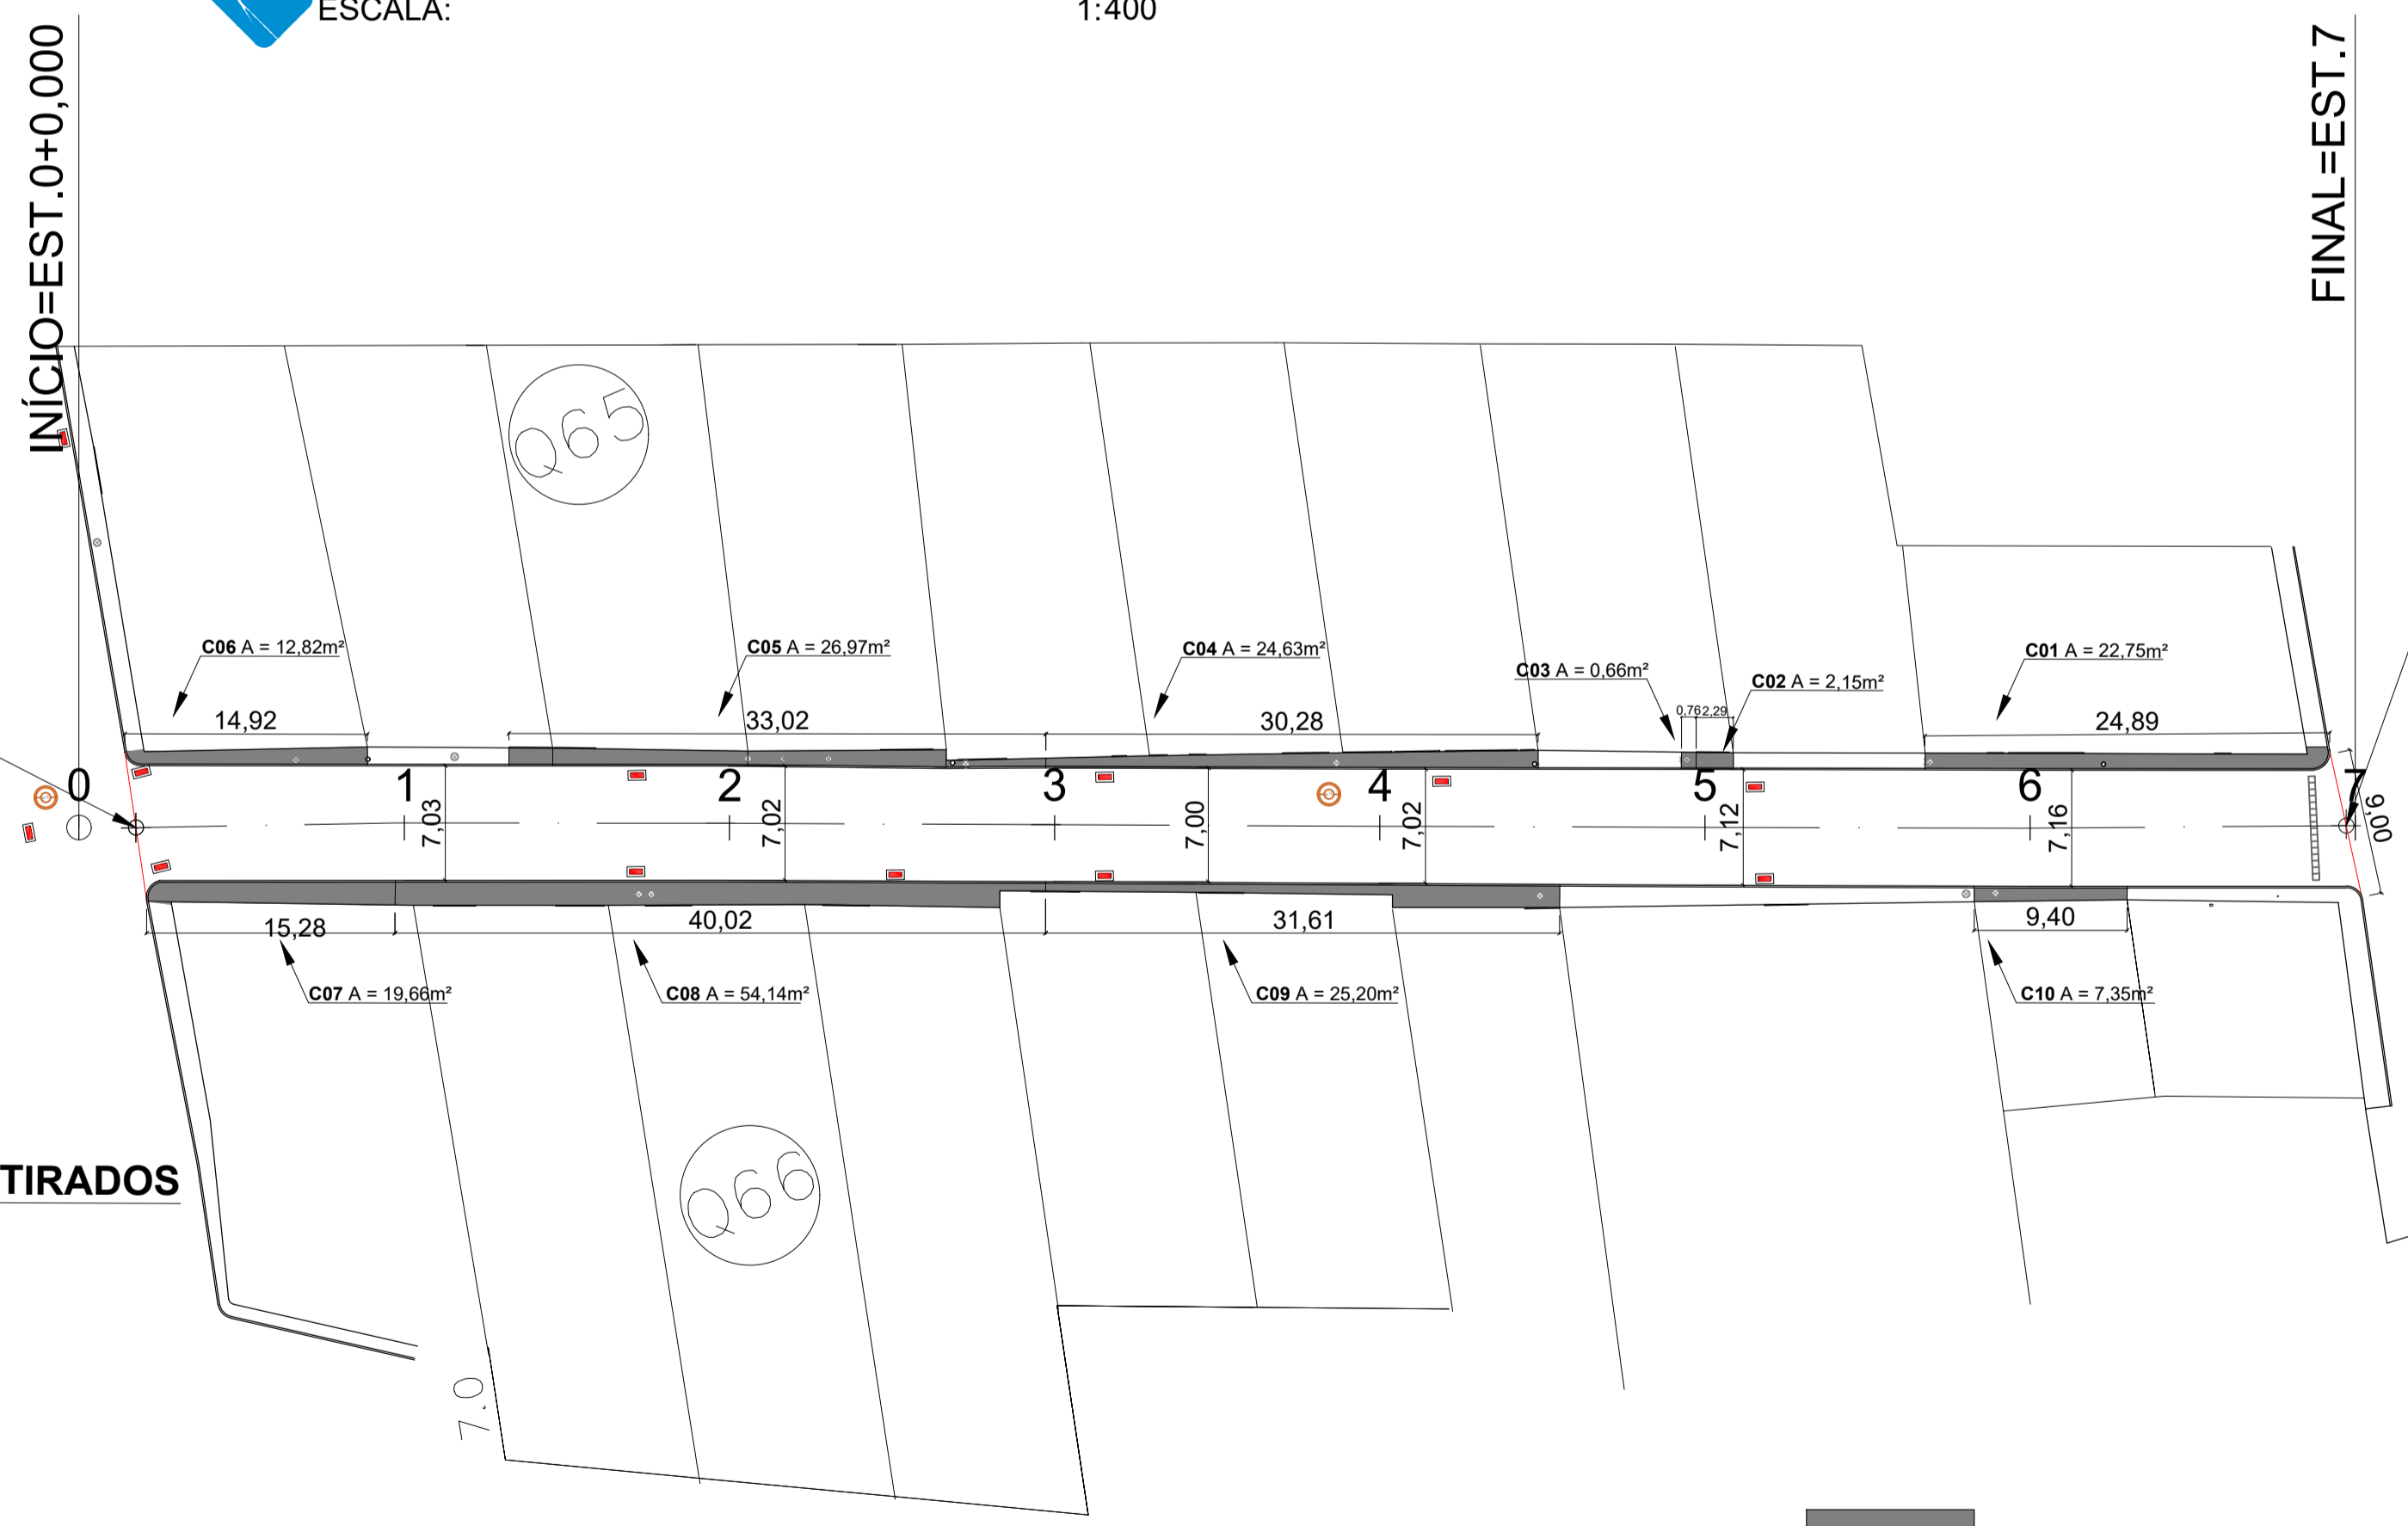 ESCALA: 1:400
INÍCIO=EST.0+0,000
FINAL=EST.7
Q65
C06 A = 12,82m²
C05 A = 26,97m²
C04 A = 24,63m²
C03 A = 0,66m²
C02 A = 2,15m²
C01 A = 22,75m²
14,92
33,02
30,28
0,76
2,29
24,89
0
1
2
3
4
5
6
7
7,03
7,02
7,00
7,02
7,12
7,16
9,00
15,28
40,02
31,61
9,40
C07 A = 19,66m²
C08 A = 54,14m²
C09 A = 25,20m²
C10 A = 7,35m²
TIRADOS
Q66
7.0